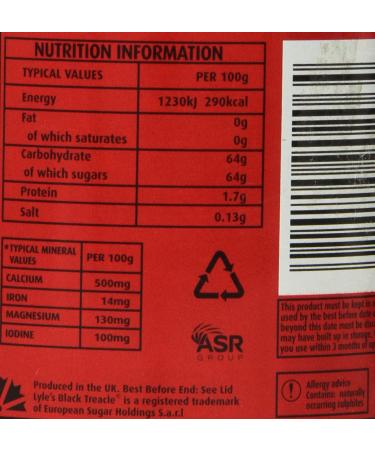 NUTRITION INFORMATION
TYPICAL VALUES PER 100g
Energy 1230kJ 290kcal
Fat 0g
of which saturates 0g
Carbohydrate 64g
of which sugars 64g
Protein 1.7g
Salt 0.13g
*TYPICAL MINERAL VALUES PER 100g
CALCIUM 500mg
IRON 14mg
MAGNESIUM 130mg
IODINE 100mg
ASR
GROUP
This product must be kept in
used by the best before date
beyond this date must be
may have built up in storage.
you use within 3 months of
Allergy advice
Contains: naturally
occurring sulphites
Produced in the UK. Best Before End: See Lid
Lyle's Black Treacle® is a registered trademark
of European Sugar Holdings S.a.r.l